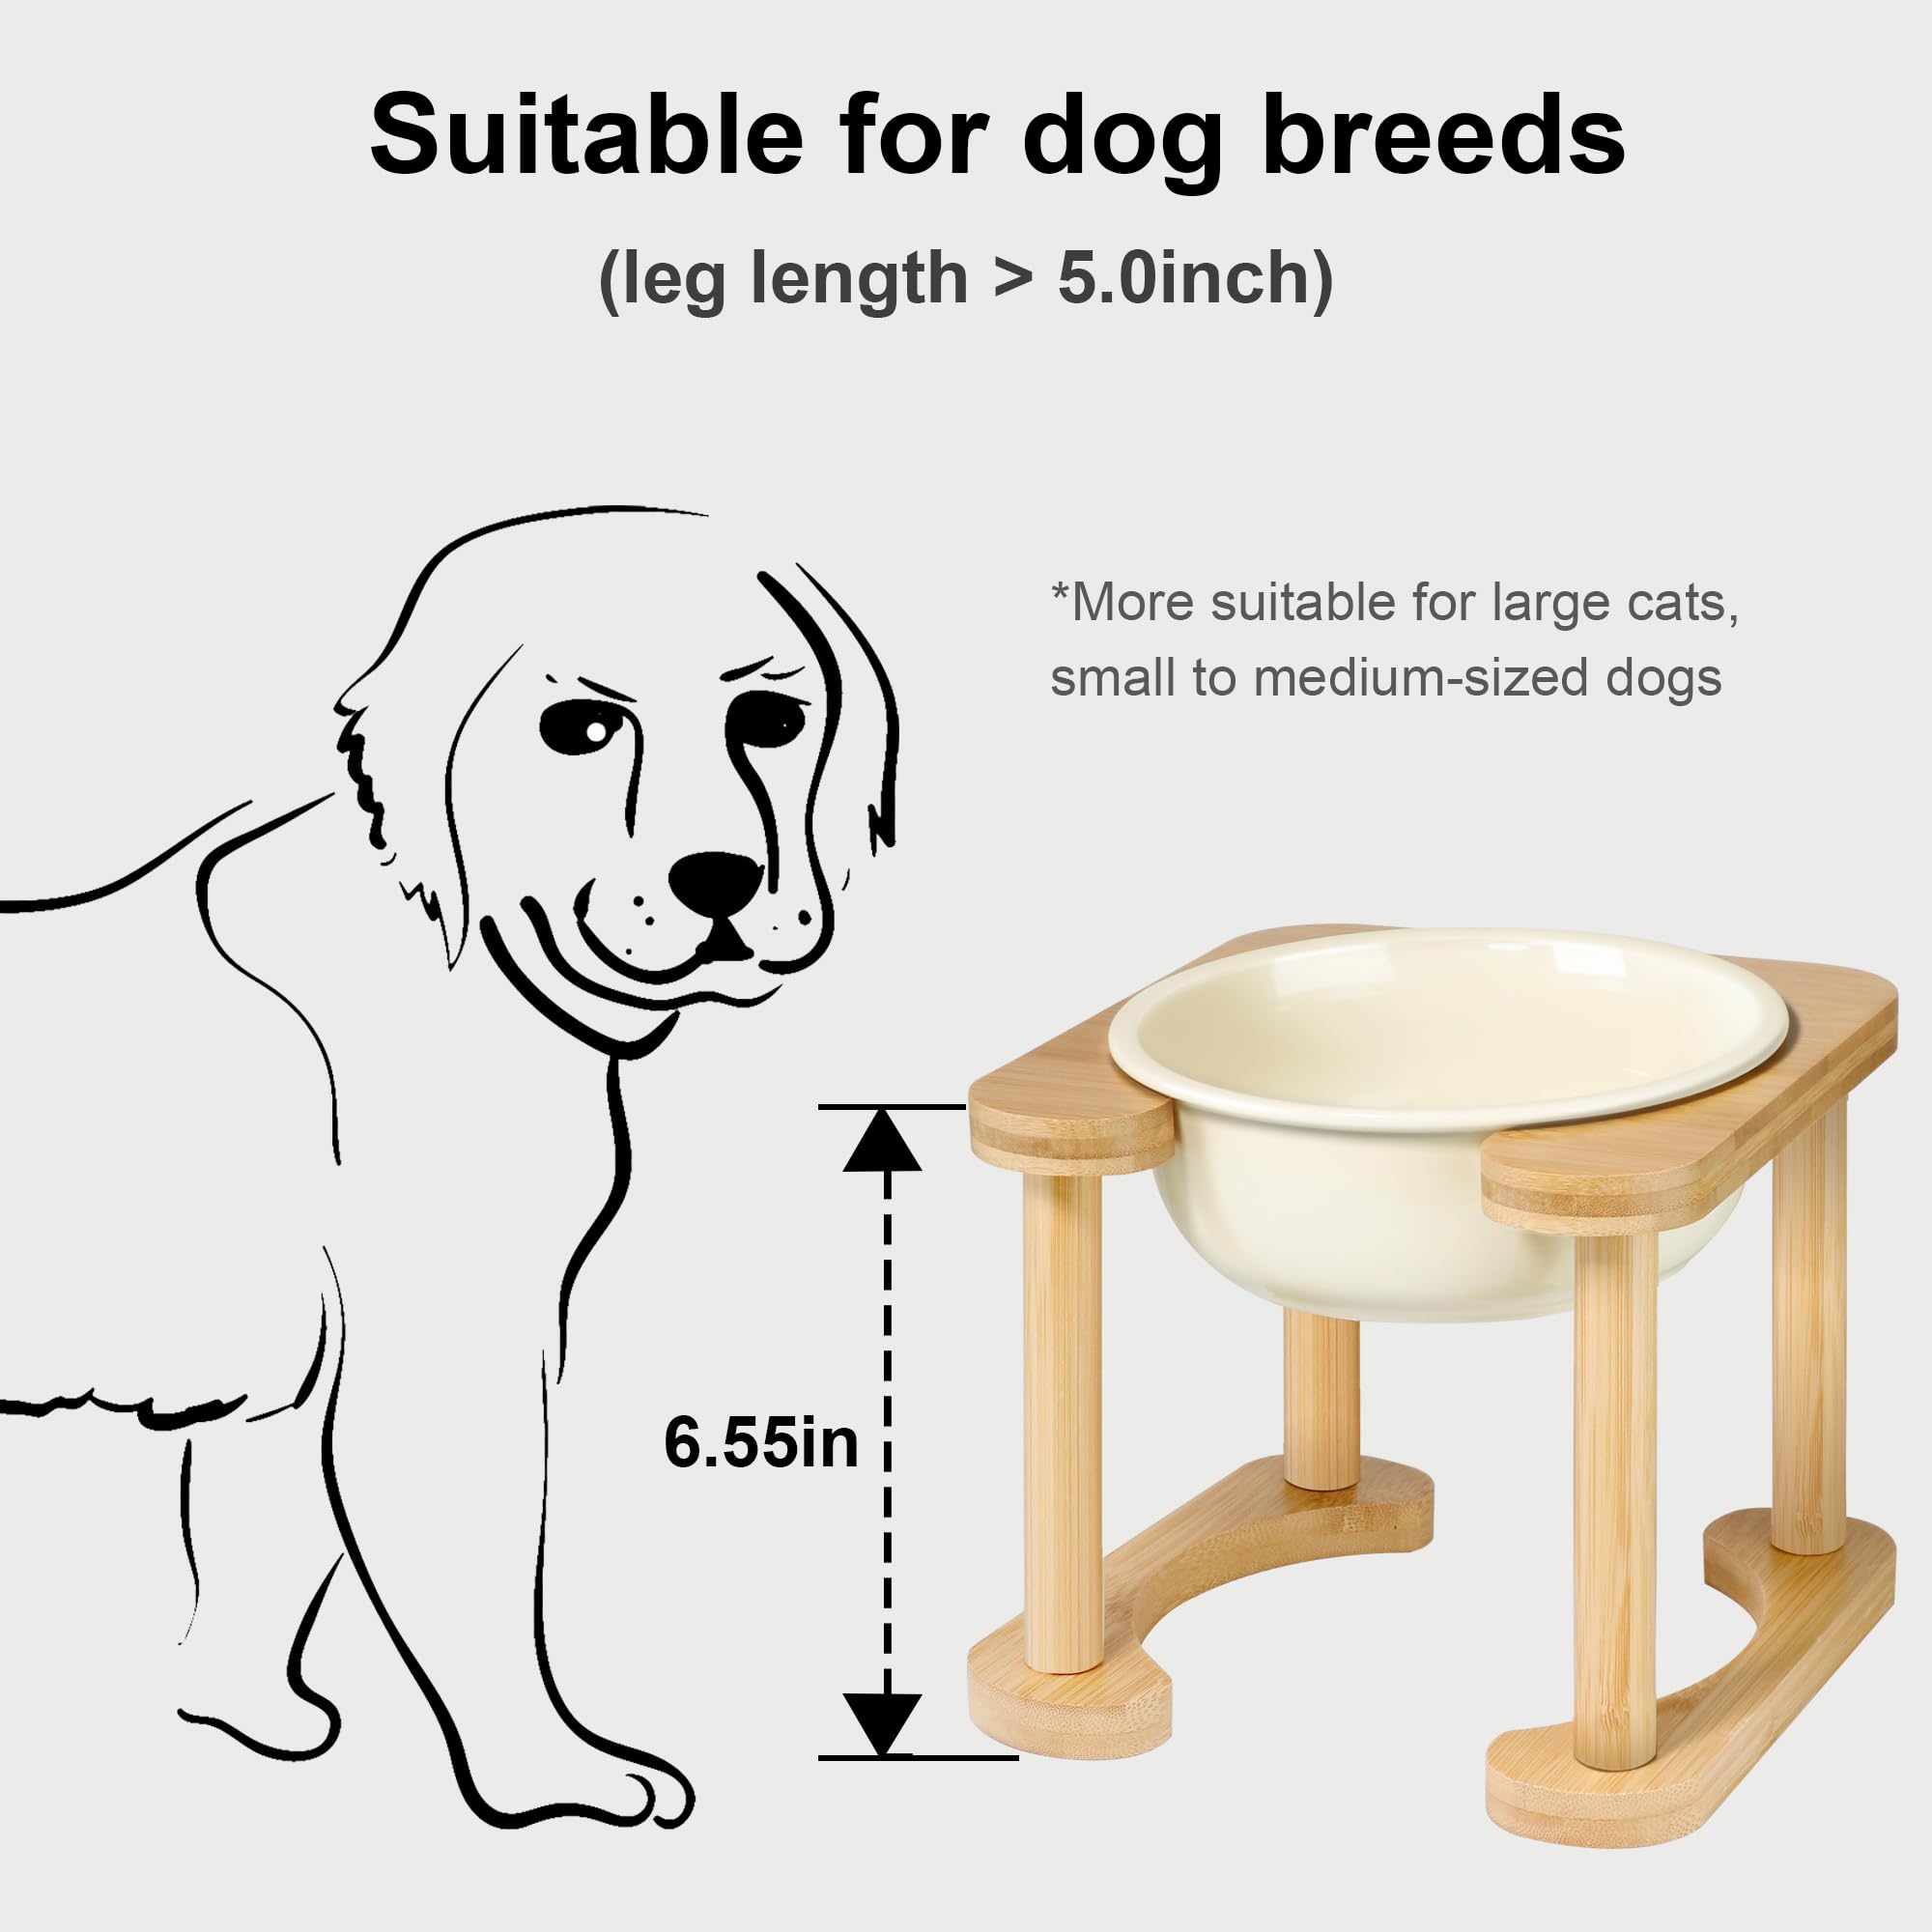 Suitable for dog breeds
(leg length > 5.0inch)
*More suitable for large cats,
small to medium-sized dogs
6.55in